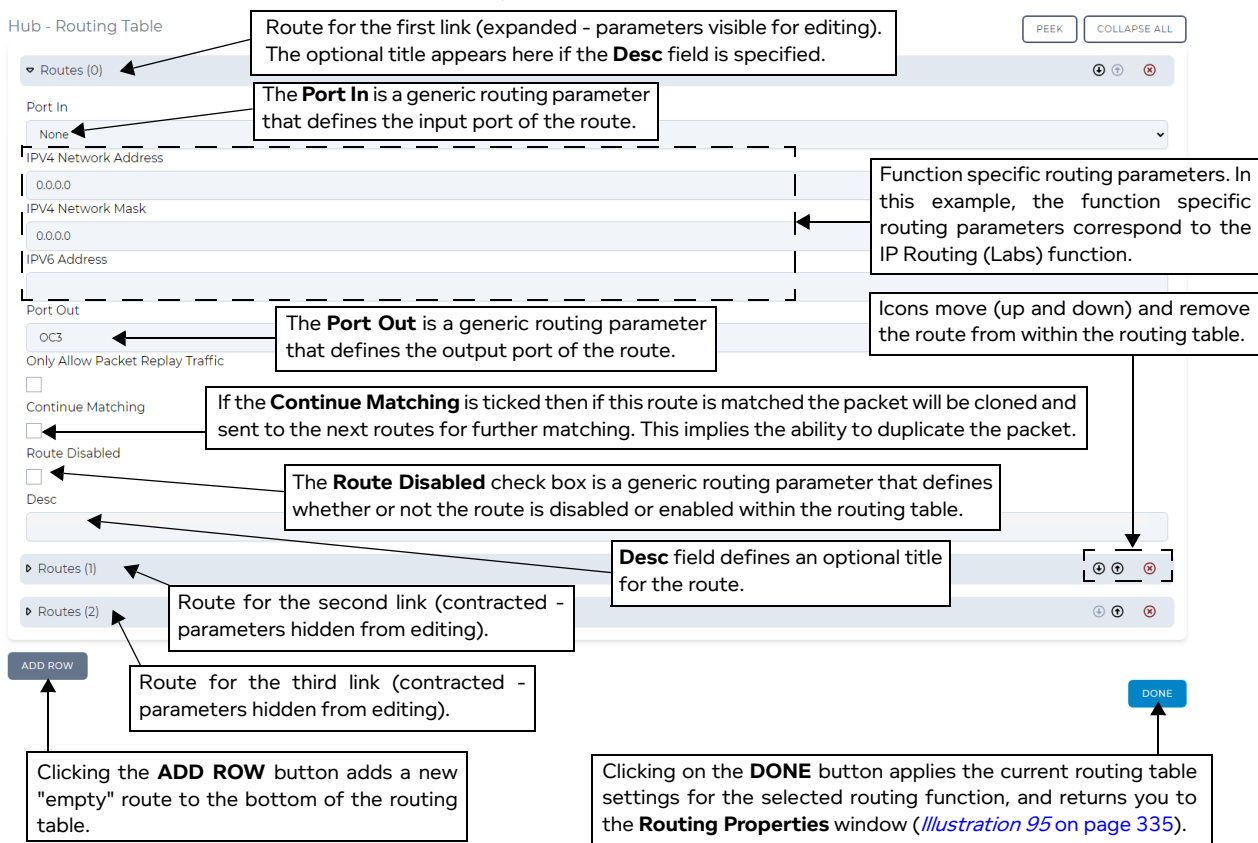 Hub - Routing Table
Route for the first link (expanded - parameters visible for editing).
The optional title appears here if the Desc field is specified.
PEEK
COLLAPSE ALL
Routes (0)
Port In
The Port In is a generic routing parameter
that defines the input port of the route.
None
IPV4 Network Address
0.0.0.0
IPV4 Network Mask
0.0.0.0
IPV6 Address
Function specific routing parameters. In
this example, the function specific
routing parameters correspond to the
IP Routing (Labs) function.
Port Out
OC3
The Port Out is a generic routing parameter
that defines the output port of the route.
Icons move (up and down) and remove
the route from within the routing table.
Only Allow Packet Replay Traffic
Continue Matching
If the Continue Matching is ticked then if this route is matched the packet will be cloned and
sent to the next routes for further matching. This implies the ability to duplicate the packet.
Route Disabled
The Route Disabled check box is a generic routing parameter that defines
whether or not the route is disabled or enabled within the routing table.
Desc
Desc field defines an optional title
for the route.
Routes (1)
Route for the second link (contracted -
parameters hidden from editing).
Routes (2)
Route for the third link (contracted -
parameters hidden from editing).
ADD ROW
DONE
Clicking the ADD ROW button adds a new
"empty" route to the bottom of the routing
table.
Clicking on the DONE button applies the current routing table
settings for the selected routing function, and returns you to
the Routing Properties window (Illustration 95 on page 335).